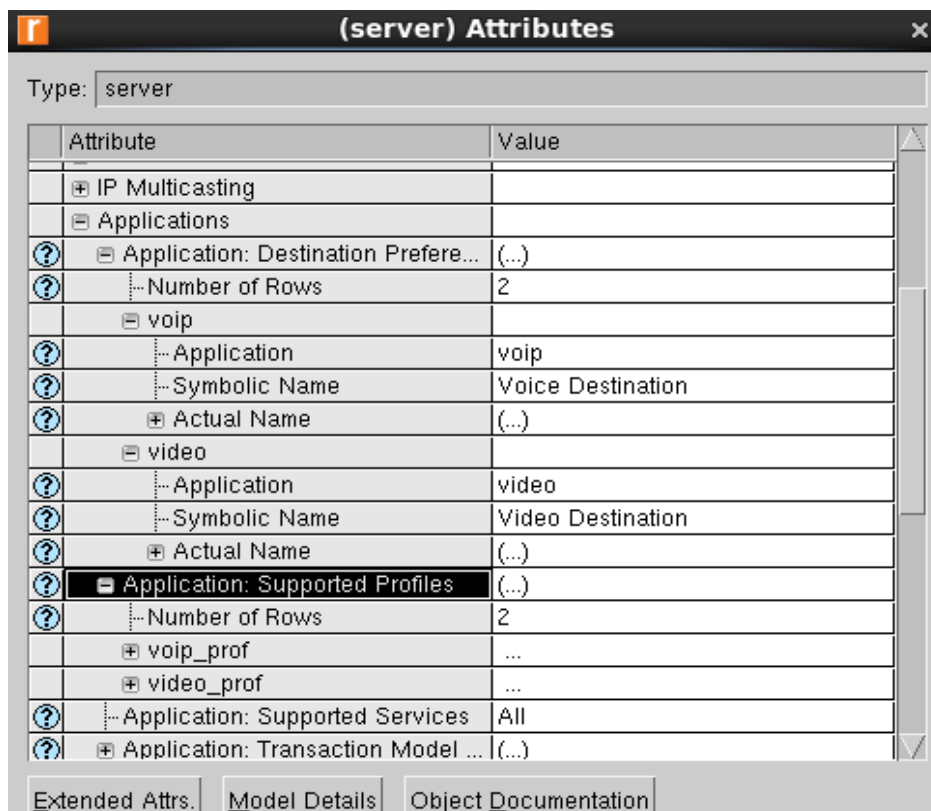 (server) Attributes
Type: server
Attribute Value
IP Multicasting
Applications
Application: Destination Prefere... (...)
Number of Rows 2
voip
Application voip
Symbolic Name Voice Destination
Actual Name (...)
video
Application video
Symbolic Name Video Destination
Actual Name (...)
Application: Supported Profiles (...)
Number of Rows 2
voip_prof ...
video_prof ...
Application: Supported Services All
Application: Transaction Model ... (...)
Extended Attrs. Model Details Object Documentation